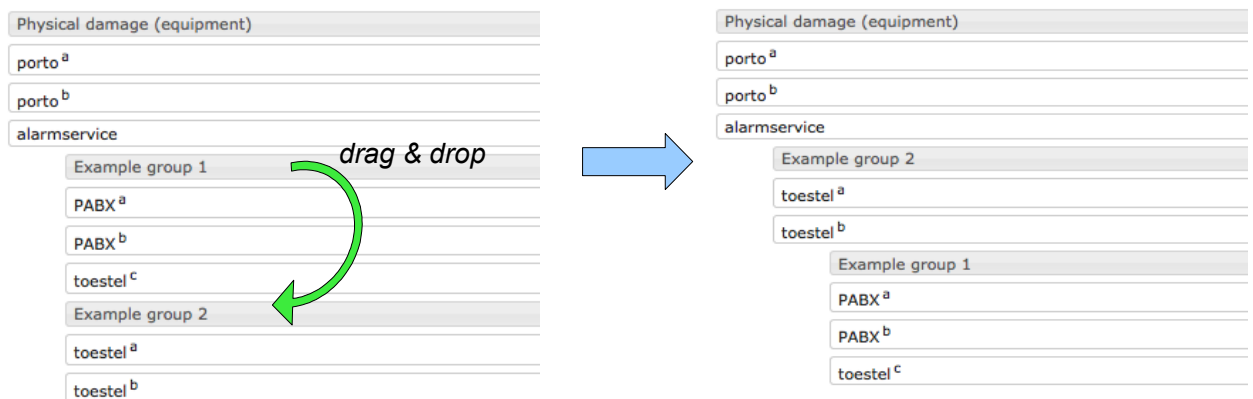 Physical damage (equipment)
porto a
porto b
alarmservice
Example group 1
PABX a
PABX b
toestel c
Example group 2
toestel a
toestel b
drag & drop
Physical damage (equipment)
porto a
porto b
alarmservice
Example group 2
toestel a
toestel b
Example group 1
PABX a
PABX b
toestel c